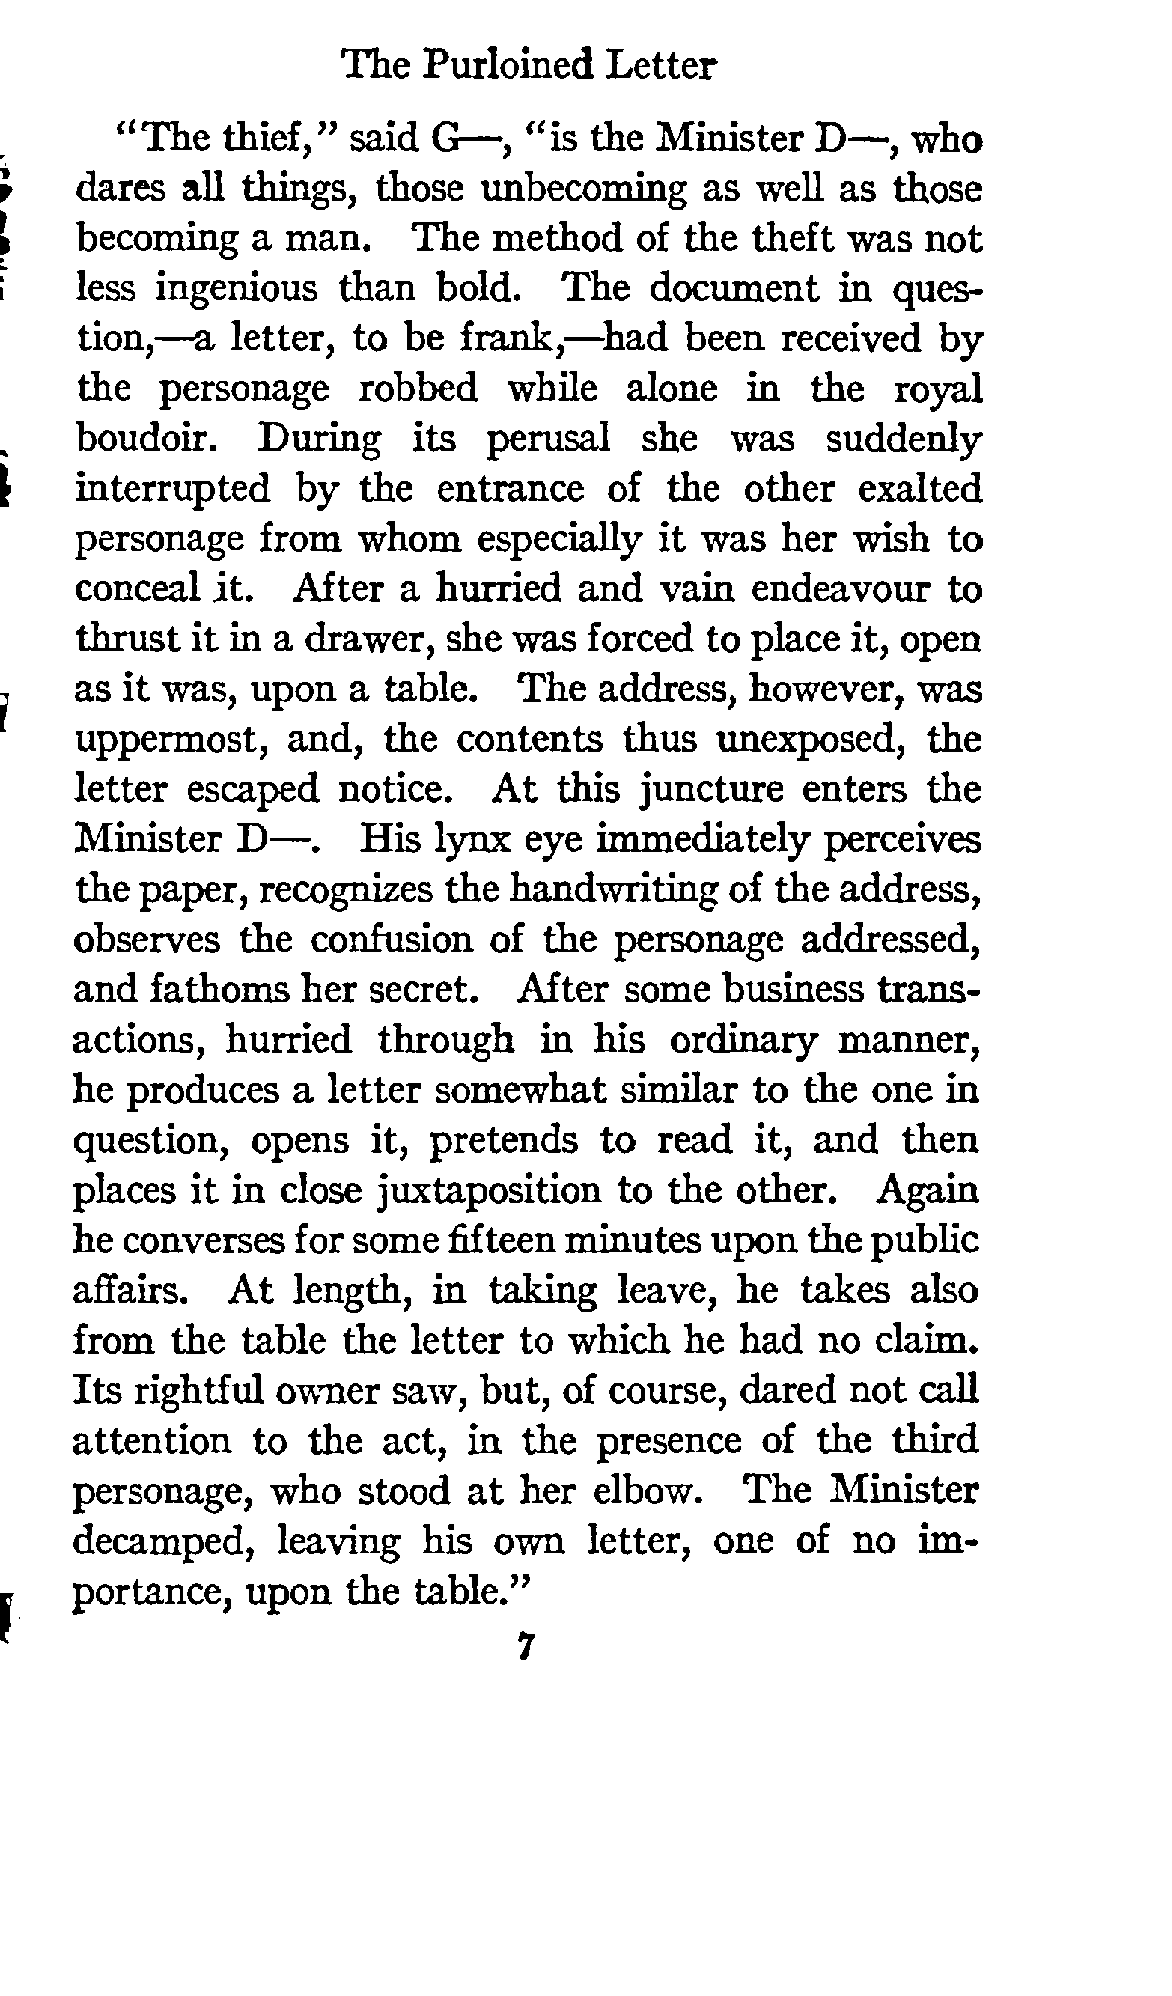 The Purloined Letter
“The thief,” said G—, “is the Minister D—, who
dares all things, those unbecoming as well as those
becoming a man. The method of the theft was not
less ingenious than bold. The document in ques-
tion,—a letter, to be frank,—had been received by
the personage robbed while alone in the royal
boudoir. During its perusal she was suddenly
interrupted by the entrance of the other exalted
personage from whom especially it was her wish to
conceal it. After a hurried and vain endeavour to
thrust it in a drawer, she was forced to place it, open
as it was, upon a table. The address, however, was
uppermost, and, the contents thus unexposed, the
letter escaped notice. At this juncture enters the
Minister D—. His lynx eye immediately perceives
the paper, recognizes the handwriting of the address,
observes the confusion of the personage addressed,
and fathoms her secret. After some business trans-
actions, hurried through in his ordinary manner,
he produces a letter somewhat similar to the one in
question, opens it, pretends to read it, and then
places it in close juxtaposition to the other. Again
he converses for some fifteen minutes upon the public
affairs. At length, in taking leave, he takes also
from the table the letter to which he had no claim.
Its rightful owner saw, but, of course, dared not call
attention to the act, in the presence of the third
personage, who stood at her elbow. The Minister
decamped, leaving his own letter, one of no im-
portance, upon the table.”
7